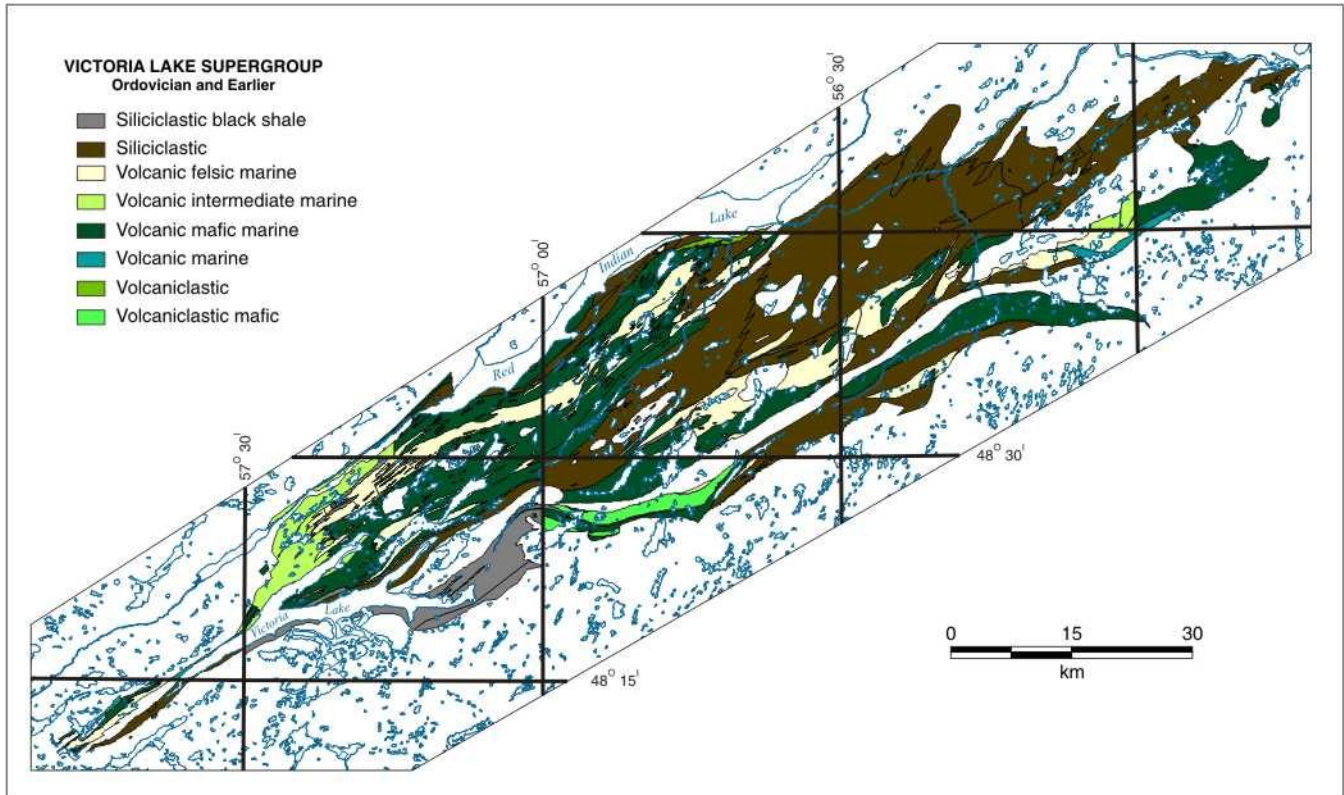 VICTORIA LAKE SUPERGROUP
Ordovician and Earlier
Siliciclastic black shale
Siliciclastic
Volcanic felsic marine
Volcanic intermediate marine
Volcanic mafic marine
Volcanic marine
Volcaniclastic
Volcaniclastic mafic
56° 30'
57° 00'
57° 30'
Red Indian Lake
Victoria Lake
48° 30'
48° 15'
0 15 30
km